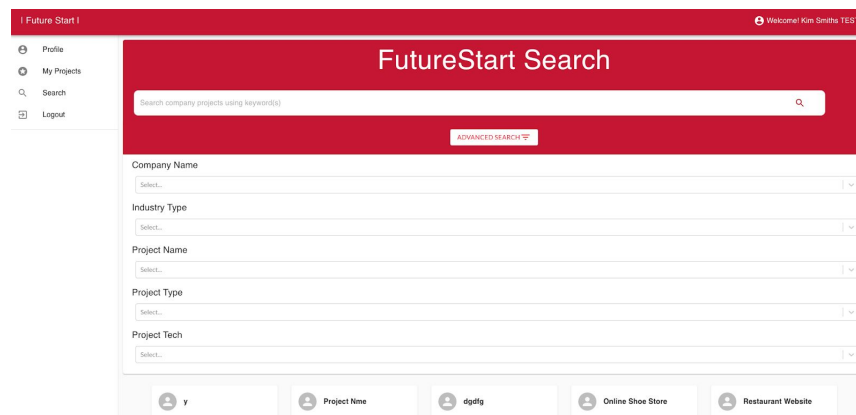 | Future Start |
Welcome! Kim Smiths TEST
Profile
My Projects
Search
Logout
FutureStart Search
Search company projects using keyword(s)
ADVANCED SEARCH
Company Name
Select...
Industry Type
Select...
Project Name
Select...
Project Type
Select...
Project Tech
Select...
y
Project Nme
dgdfg
Online Shoe Store
Restaurant Website